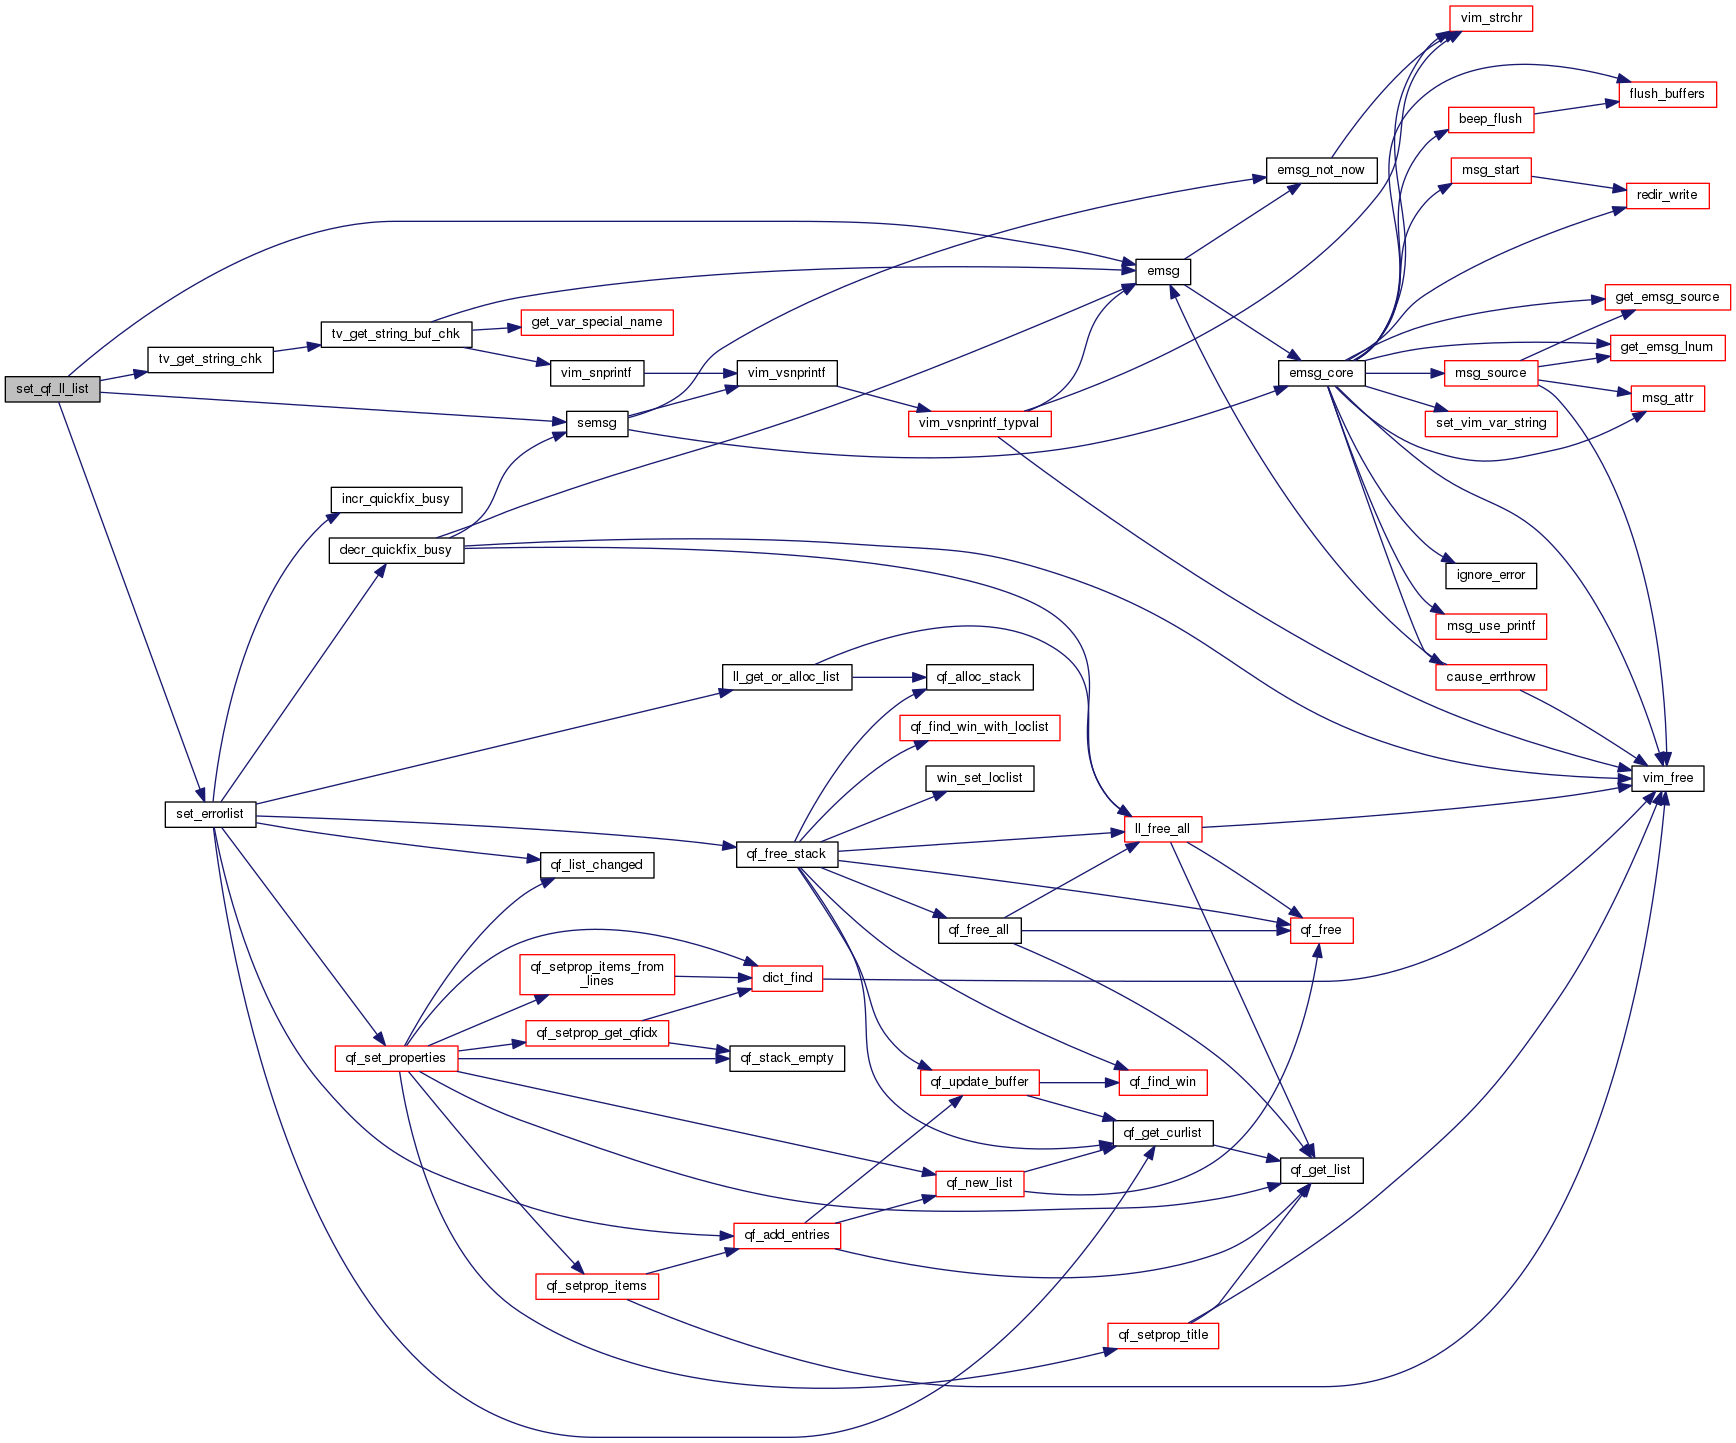 vim_strchr
flush_buffers
beep_flush
emsg_not_now
msg_start
redir_write
emsg
get_emsg_source
get_var_special_name
tv_get_string_buf_chk
get_emsg_lnum
tv_get_string_chk
vim_snprintf
vim_vsnprintf
emsg_core
msg_source
set_qf_ll_list
msg_attr
semsg
vim_vsnprintf_typval
set_vim_var_string
incr_quickfix_busy
decr_quickfix_busy
ignore_error
msg_use_printf
ll_get_or_alloc_list
qf_alloc_stack
cause_errthrow
qf_find_win_with_loclist
win_set_loclist
vim_free
set_errorlist
ll_free_all
qf_list_changed
qf_free_stack
qf_free_all
qf_free
qf_setprop_items_from
_lines
dict_find
qf_setprop_get_qfidx
qf_set_properties
qf_stack_empty
qf_update_buffer
qf_find_win
qf_get_curlist
qf_get_list
qf_new_list
qf_add_entries
qf_setprop_items
qf_setprop_title